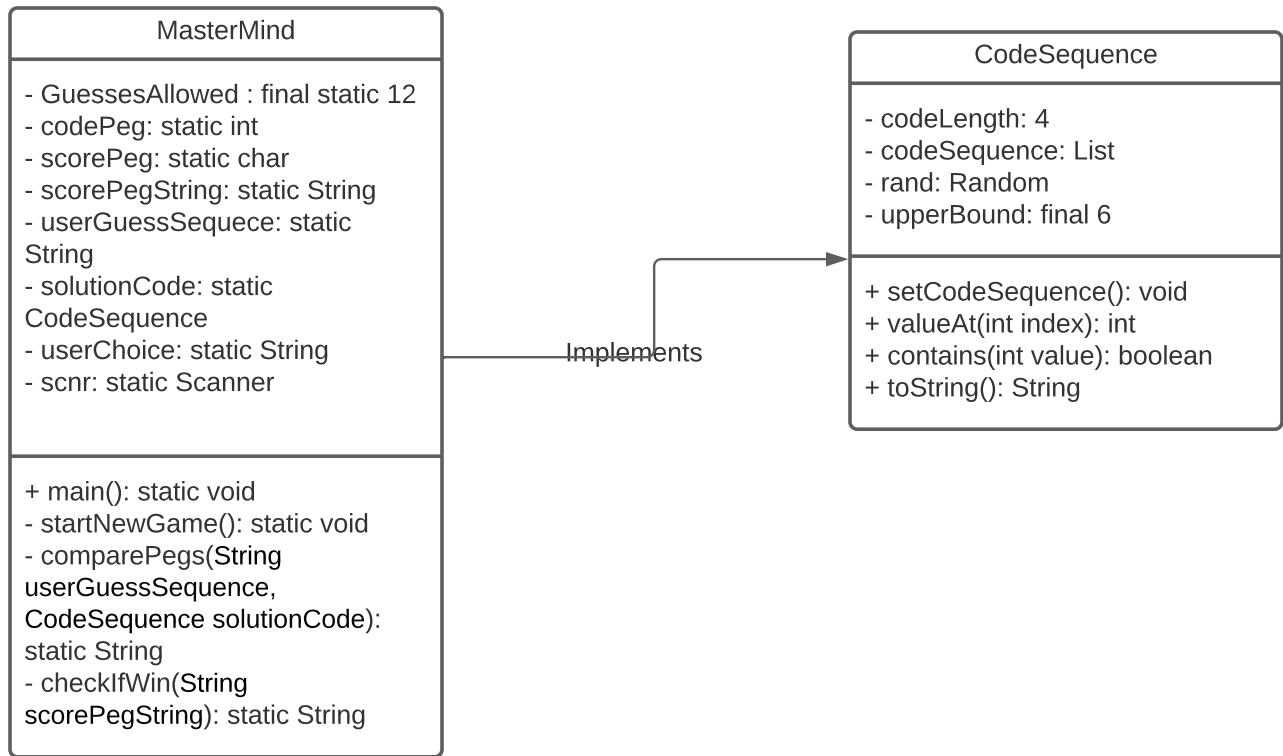 MasterMind
- GuessesAllowed : final static 12
- codePeg: static int
- scorePeg: static char
- scorePegString: static String
- userGuessSequece: static
String
- solutionCode: static
CodeSequence
- userChoice: static String
- scnr: static Scanner
+ main(): static void
- startNewGame(): static void
- comparePegs(String
userGuessSequence,
CodeSequence solutionCode):
static String
- checkIfWin(String
scorePegString): static String
Implements
CodeSequence
- codeLength: 4
- codeSequence: List
- rand: Random
- upperBound: final 6
+ setCodeSequence(): void
+ valueAt(int index): int
+ contains(int value): boolean
+ toString(): String